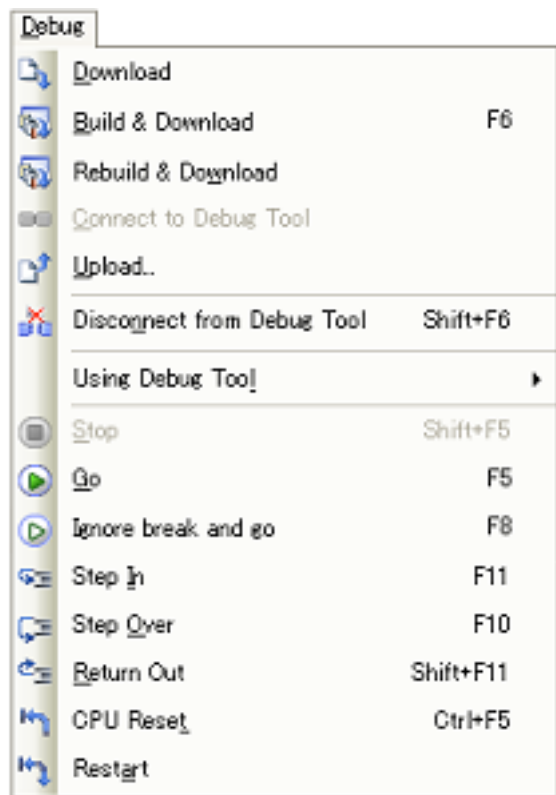 Debug
Download
Build & Download F6
Rebuild & Download
Connect to Debug Tool
Upload..
Disconnect from Debug Tool Shift+F6
Using Debug Tool
Stop Shift+F5
Go F5
Ignore break and go F8
Step In F11
Step Over F10
Return Out Shift+F11
CPU Reset Ctrl+F5
Restart